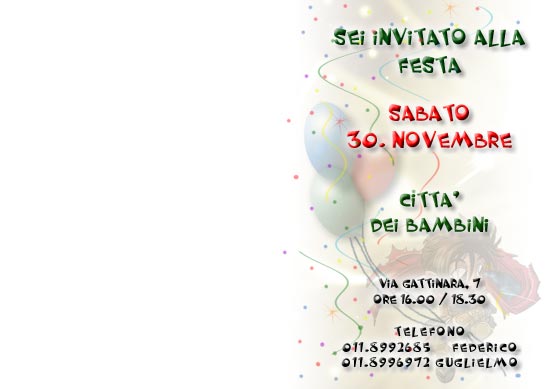 SEI INVITATO ALLA
FESTA
SABATO
30. NOVEMBRE
CITTA'
DEI BAMBINI
VIA GATTINARA, 7
ORE 16.00 / 18.30
TELEFONO
011.8992685 FEDERICO
011.8996972 GUGLIELMO